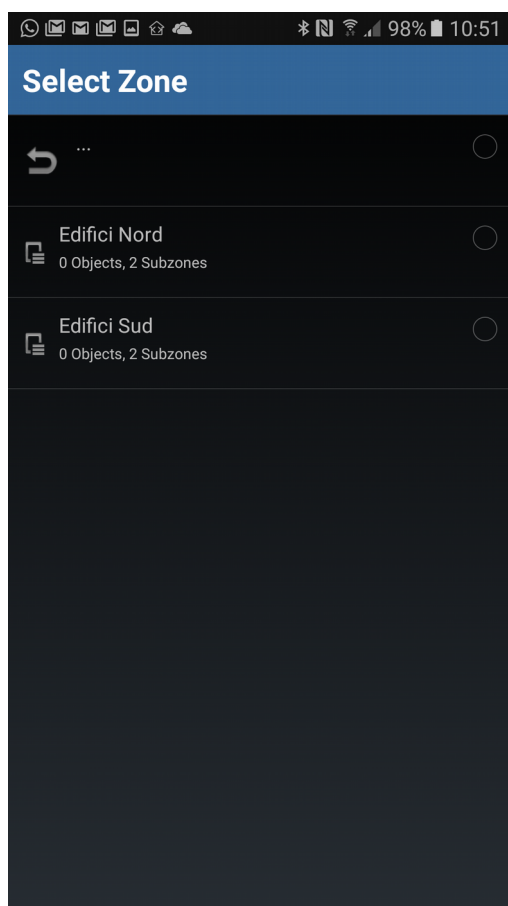 98% 10:51
Select Zone
...
Edifici Nord
0 Objects, 2 Subzones
Edifici Sud
0 Objects, 2 Subzones